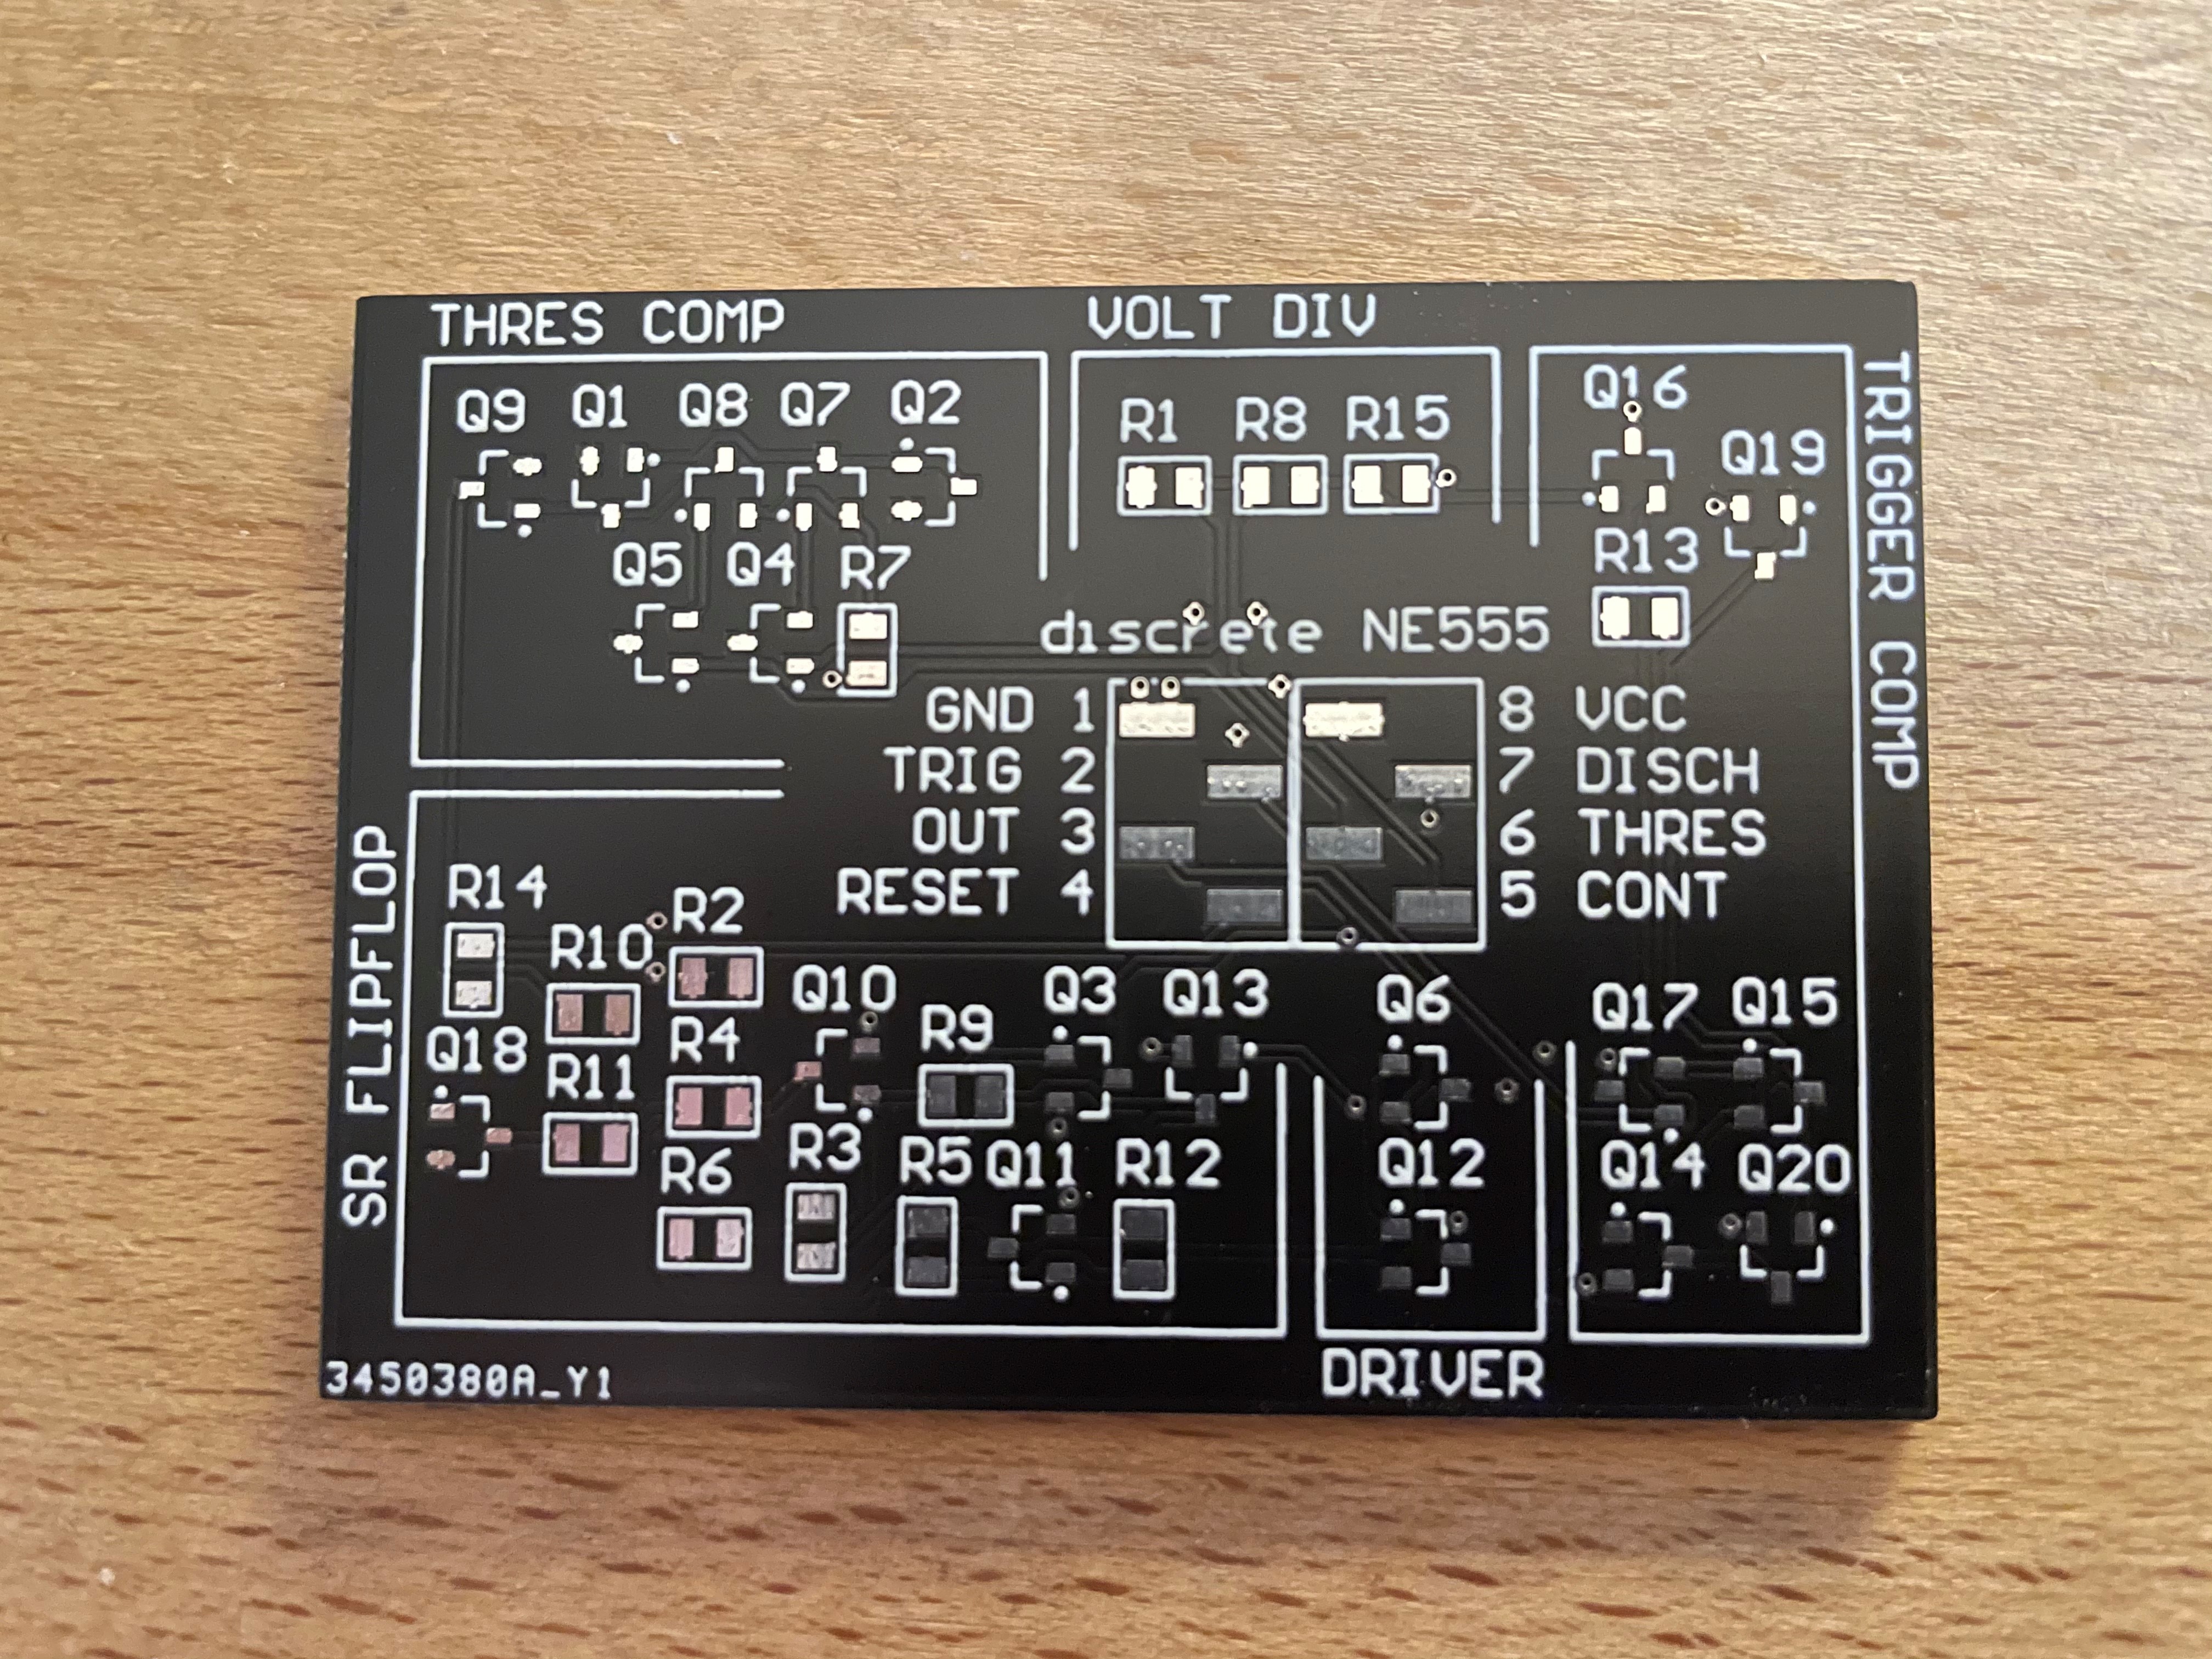 THRES COMP
VOLT DIV
TRIGGER COMP
Q9 Q1 Q8 Q7 Q2
R1 R8 R15
Q16
Q19
Q5 Q4 R7
R13
discrete NE555
GND 1
8 VCC
TRIG 2
7 DISCH
OUT 3
6 THRES
RESET 4
5 CONT
SR FLIPFLOP
R14
R10
R2
Q10
Q3
Q13
Q6
Q17
Q15
Q18
R11
R4
R9
R6
R3
R5
Q11
R12
Q12
Q14
Q20
DRIVER
3450380A_Y1